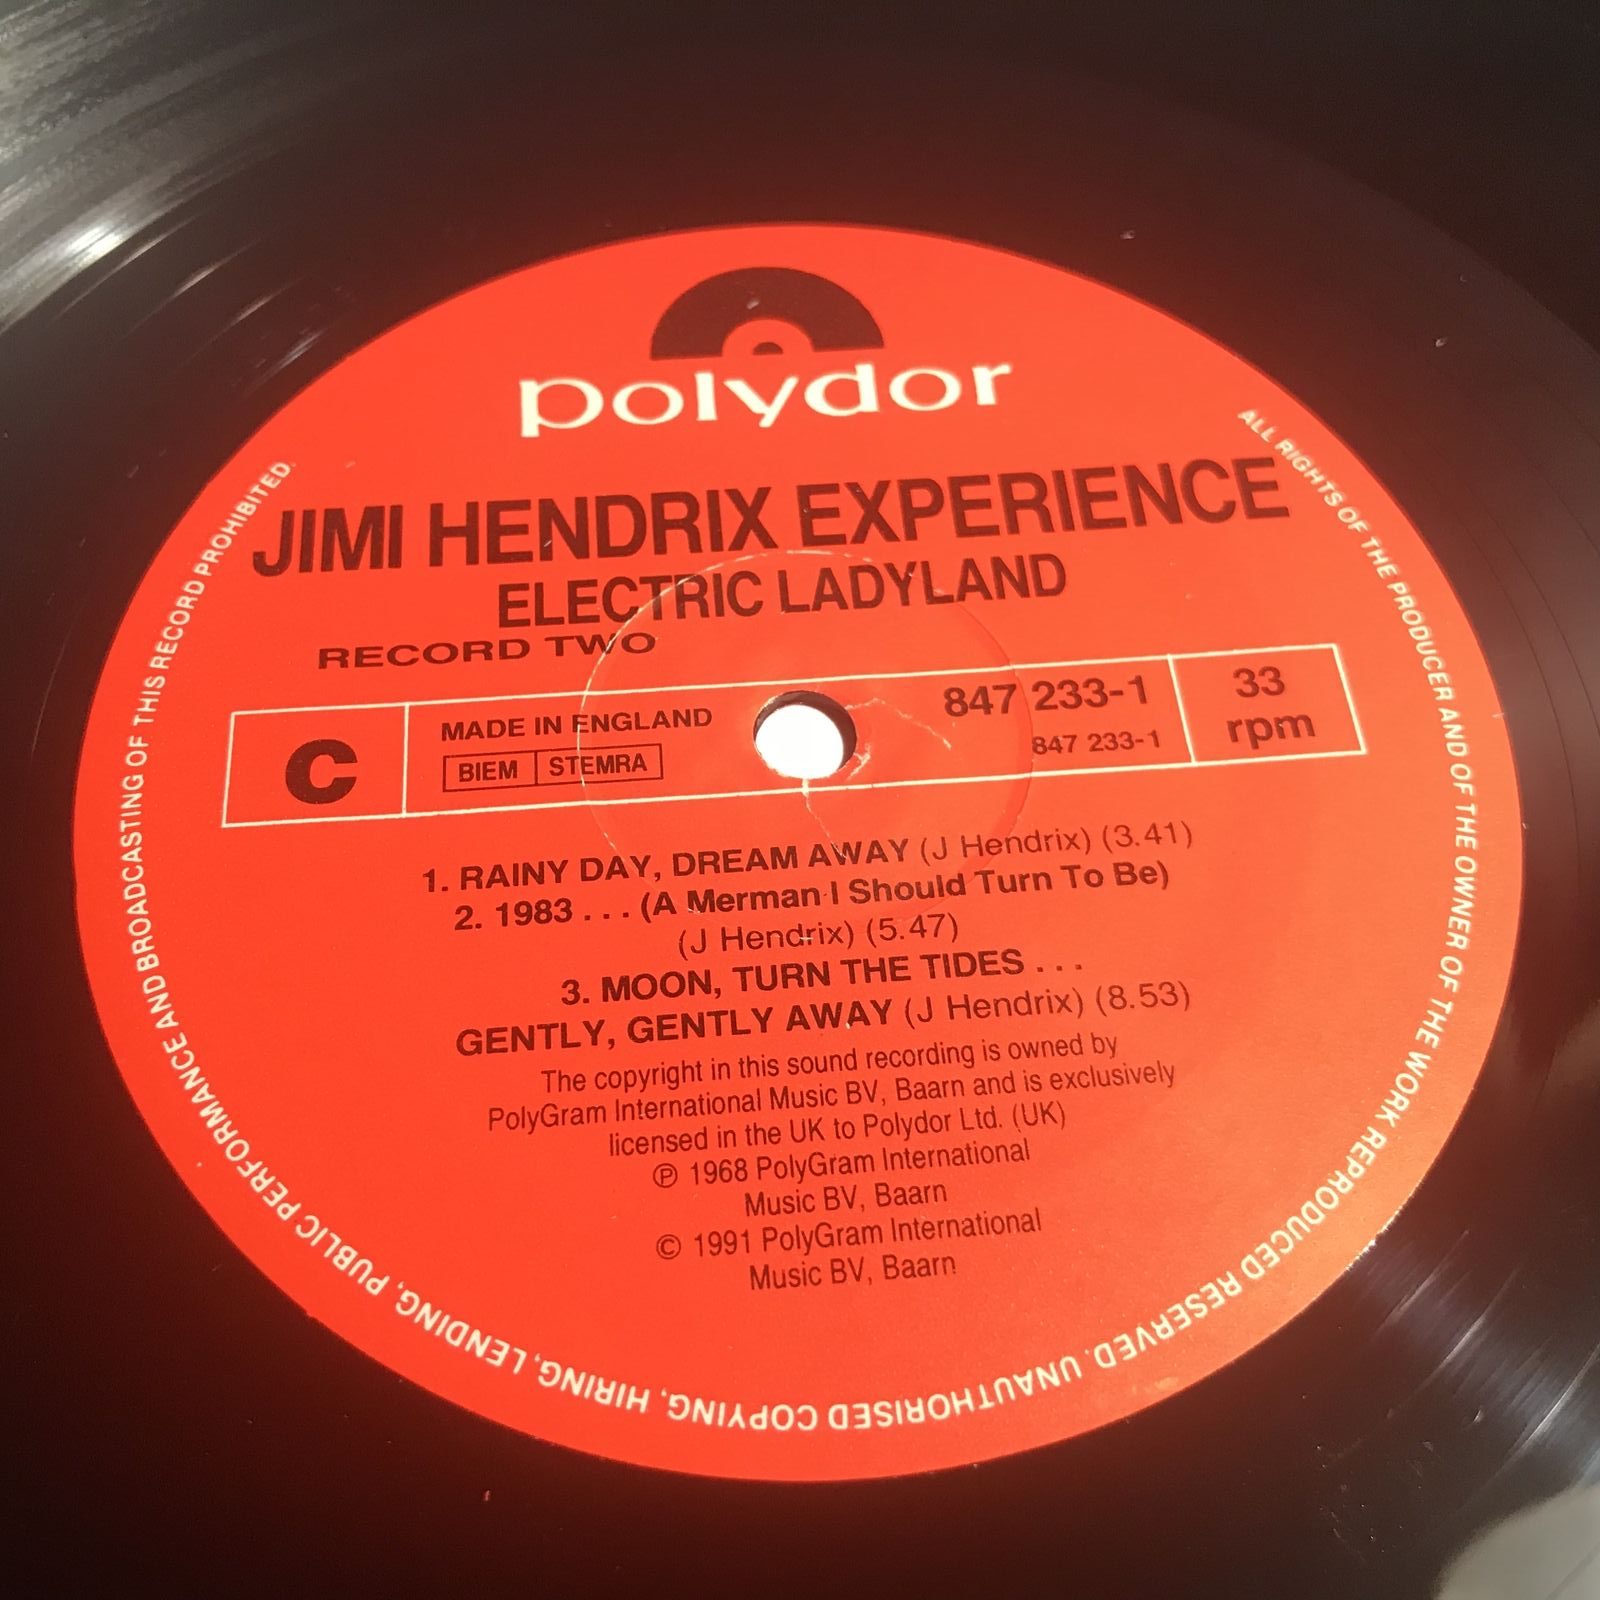 polydor
JIMI HENDRIX EXPERIENCE
ELECTRIC LADYLAND
RECORD TWO
C
MADE IN ENGLAND
BIEM STEMRA
847 233-1
847 233-1
33
rpm
1. RAINY DAY, DREAM AWAY (J Hendrix) (3.41)
2. 1983 . . . (A Merman I Should Turn To Be)
(J Hendrix) (5.47)
3. MOON, TURN THE TIDES . . .
GENTLY, GENTLY AWAY (J Hendrix) (8.53)
The copyright in this sound recording is owned by
PolyGram International Music BV, Baarn and is exclusively
licensed in the UK to Polydor Ltd. (UK)
℗ 1968 PolyGram International
Music BV, Baarn
© 1991 PolyGram International
Music BV, Baarn
ALL RIGHTS OF THE PRODUCER AND OF THE OWNER OF THE WORK REPRODUCED RESERVED. UNAUTHORISED COPYING, HIRING, LENDING, PUBLIC PERFORMANCE AND BROADCASTING OF THIS RECORD PROHIBITED.